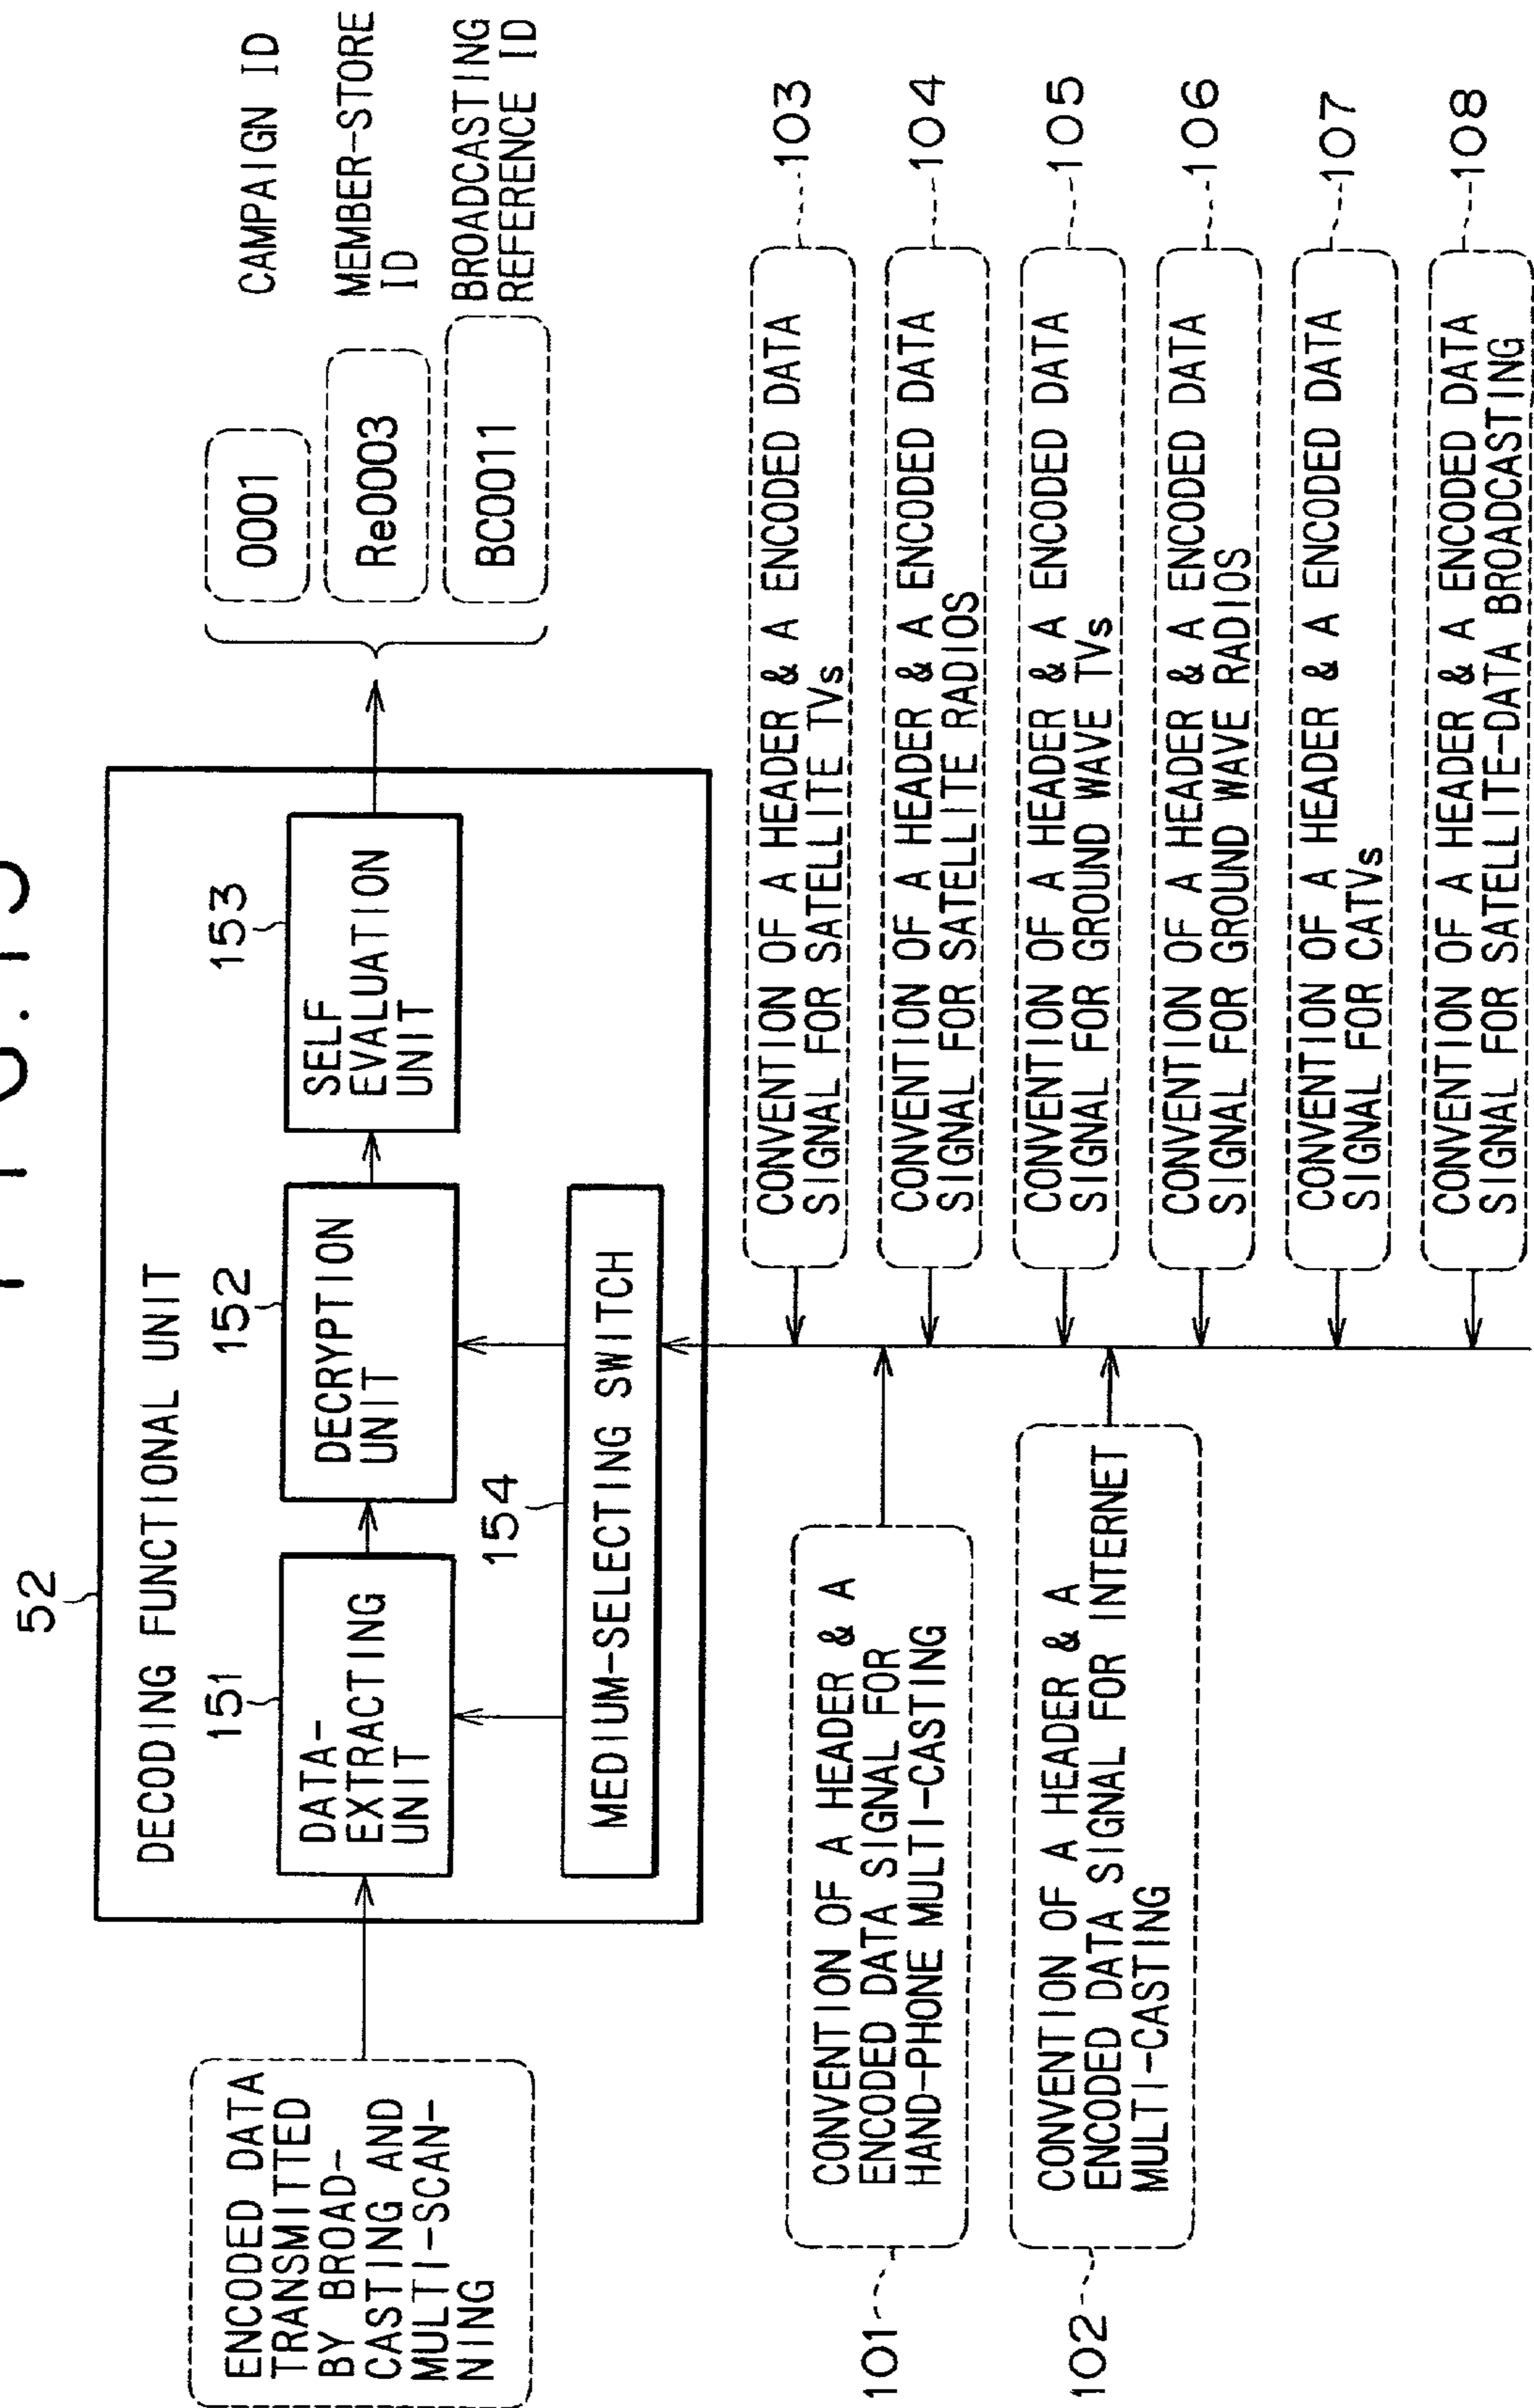 52
DECODING FUNCTIONAL UNIT
151
DATA-
EXTRACTING
UNIT
152
DECRYPTION
UNIT
153
SELF
EVALUATION
UNIT
154
MEDIUM-SELECTING SWITCH
ENCODED DATA
TRANSMITTED
BY BROAD-
CASTING AND
MULTI-SCAN-
NING
0001
CAMPAIGN ID
Re0003
MEMBER-STORE
ID
BC0011
BROADCASTING
REFERENCE ID
101
CONVENTION OF A HEADER & A
ENCODED DATA SIGNAL FOR
HAND-PHONE MULTI-CASTING
102
CONVENTION OF A HEADER & A
ENCODED DATA SIGNAL FOR INTERNET
MULTI-CASTING
CONVENTION OF A HEADER & A ENCODED DATA
SIGNAL FOR SATELLITE TVs
103
CONVENTION OF A HEADER & A ENCODED DATA
SIGNAL FOR SATELLITE RADIOS
104
CONVENTION OF A HEADER & A ENCODED DATA
SIGNAL FOR GROUND WAVE TVs
105
CONVENTION OF A HEADER & A ENCODED DATA
SIGNAL FOR GROUND WAVE RADIOS
106
CONVENTION OF A HEADER & A ENCODED DATA
SIGNAL FOR CATVs
107
CONVENTION OF A HEADER & A ENCODED DATA
SIGNAL FOR SATELLITE-DATA BROADCASTING
108